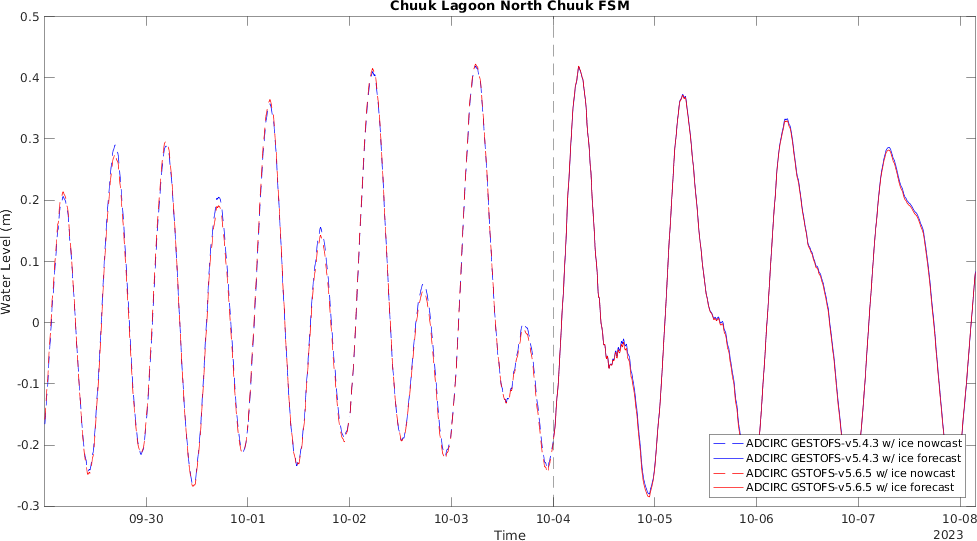 Chuuk Lagoon North Chuuk FSM
Water Level (m)
0.5
0.4
0.3
0.2
0.1
0
-0.1
-0.2
-0.3
ADCIRC GESTOFS-v5.4.3 w/ ice nowcast
ADCIRC GESTOFS-v5.4.3 w/ ice forecast
ADCIRC GSTOFS-v5.6.5 w/ ice nowcast
ADCIRC GSTOFS-v5.6.5 w/ ice forecast
09-30 10-01 10-02 10-03 10-04 10-05 10-06 10-07 10-08
Time
2023